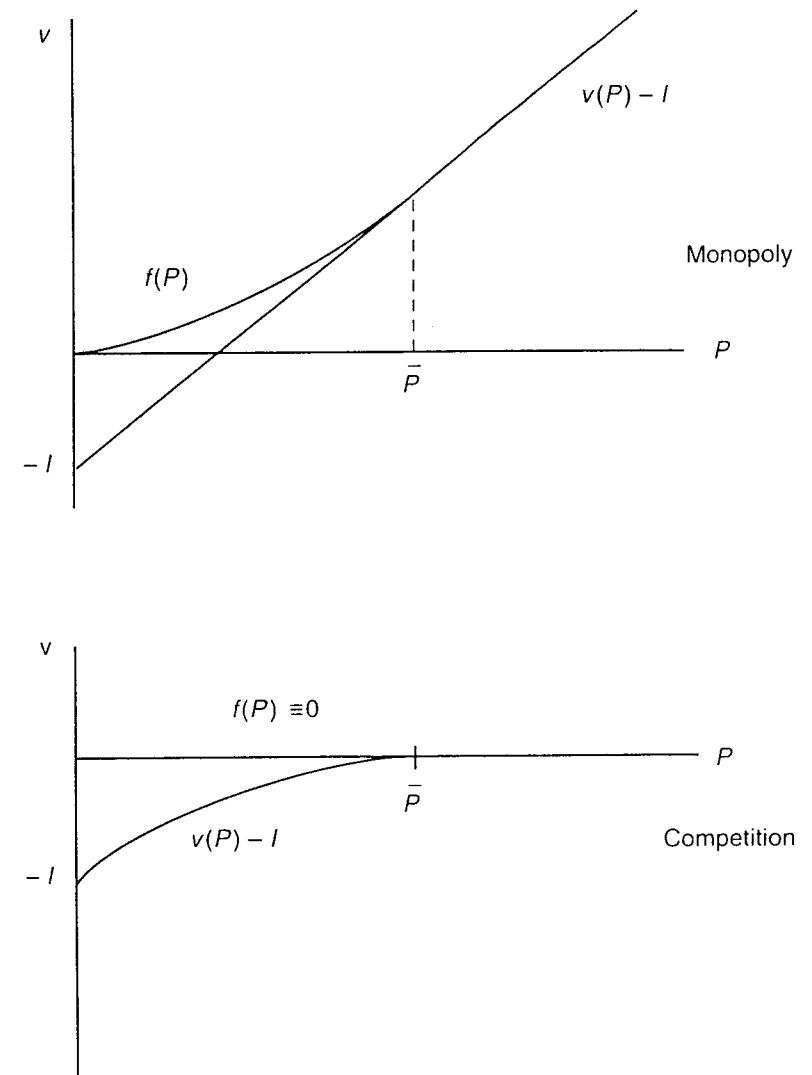 v
v(P) – I
Monopoly
f(P)
P
P̄
– I
v
f(P) ≡0
P
P̄
v(P) – I
Competition
– I